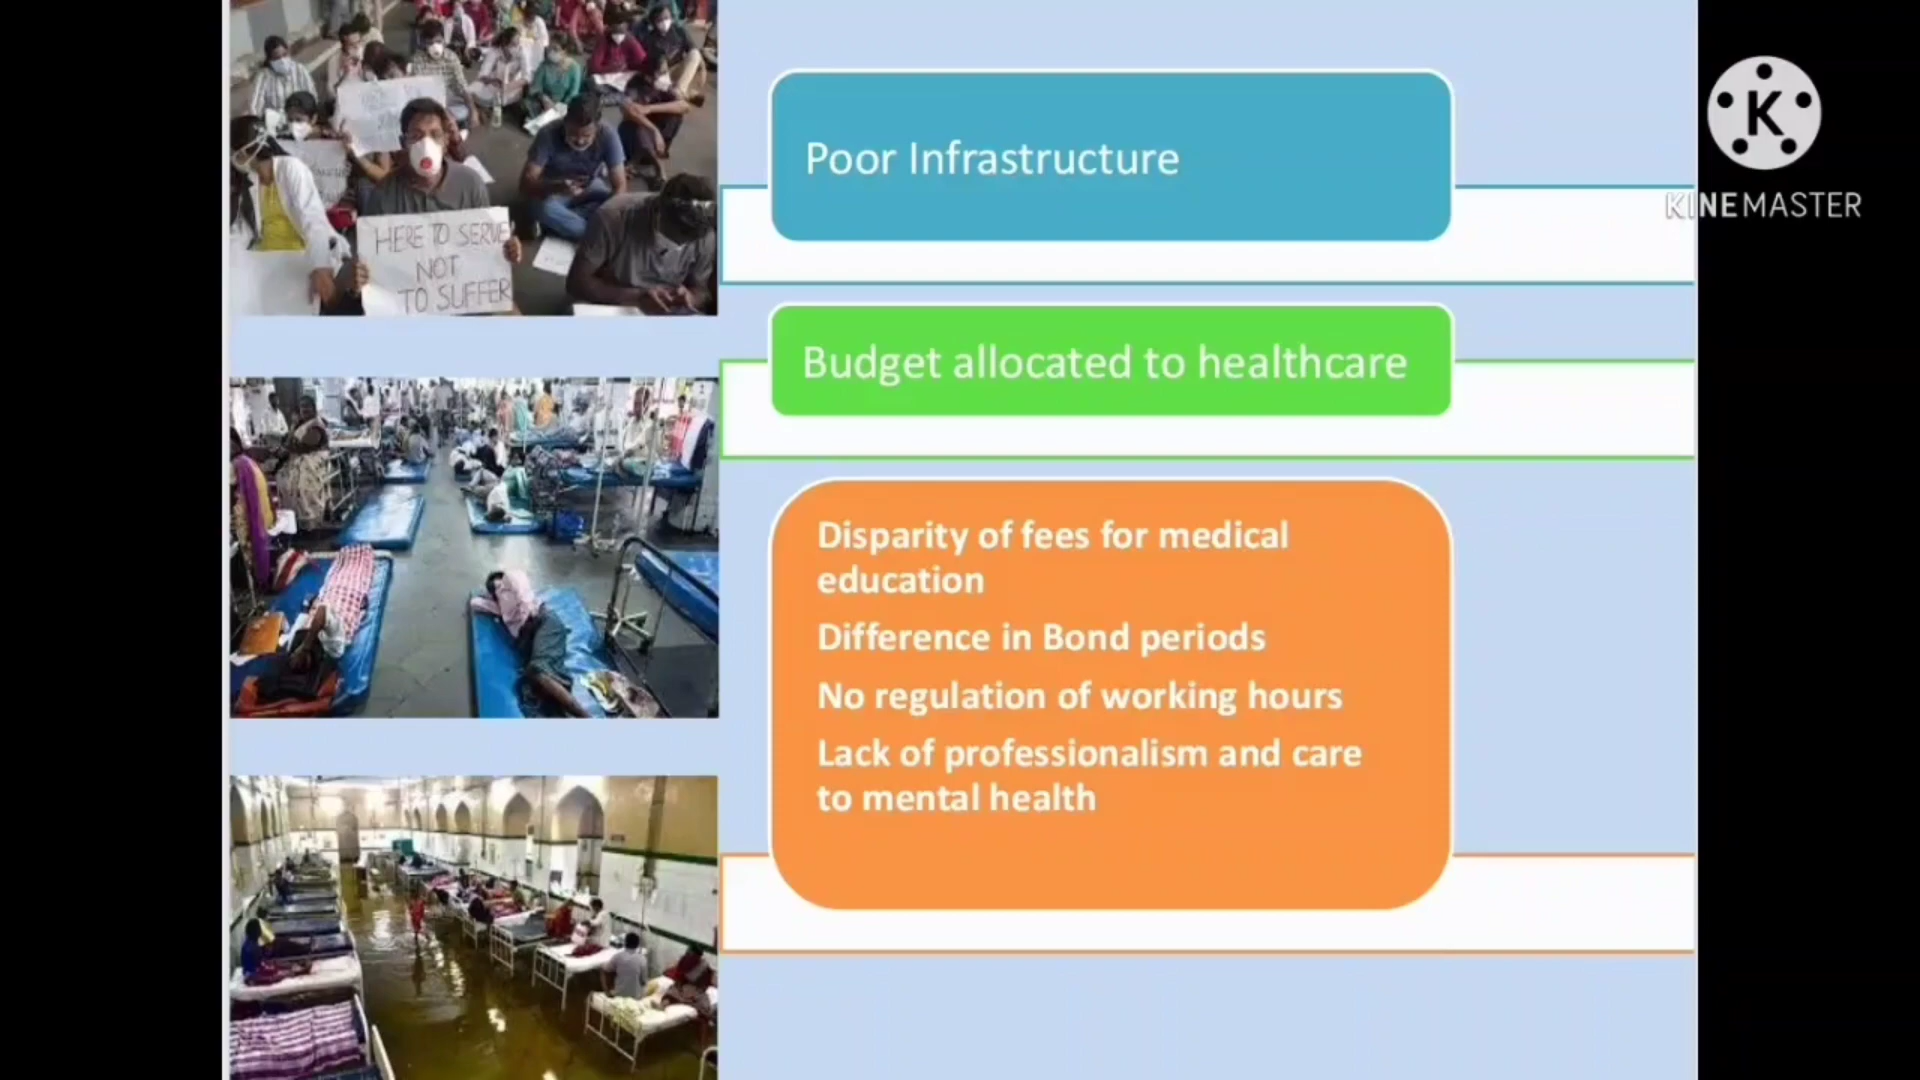 HERE TO SERVE
NOT
TO SUFFER
Poor Infrastructure
Budget allocated to healthcare
Disparity of fees for medical
education
Difference in Bond periods
No regulation of working hours
Lack of professionalism and care
to mental health
K
KINEMASTER